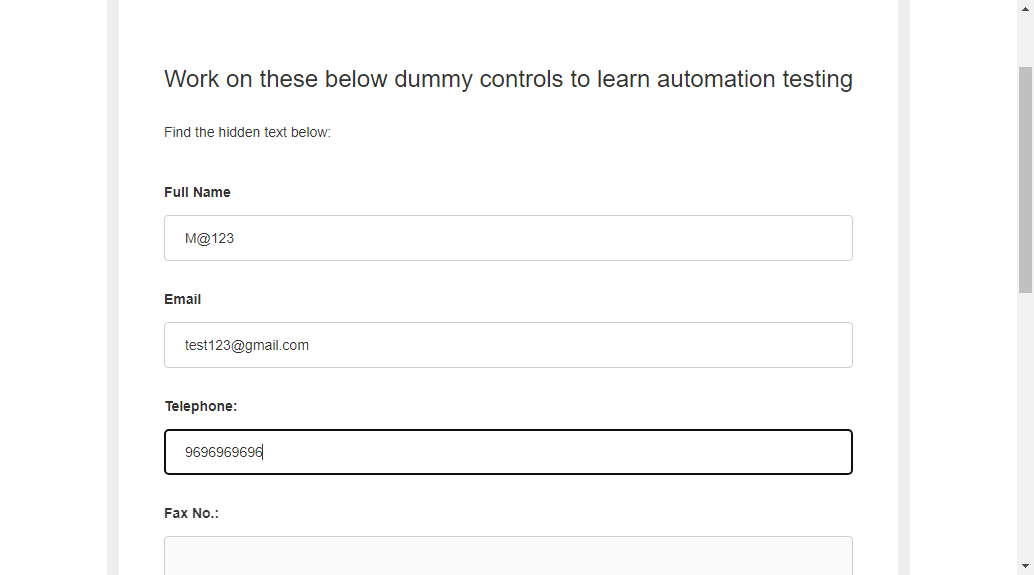 Work on these below dummy controls to learn automation testing
Find the hidden text below:
Full Name
M@123
Email
test123@gmail.com
Telephone:
9696969696
Fax No.: